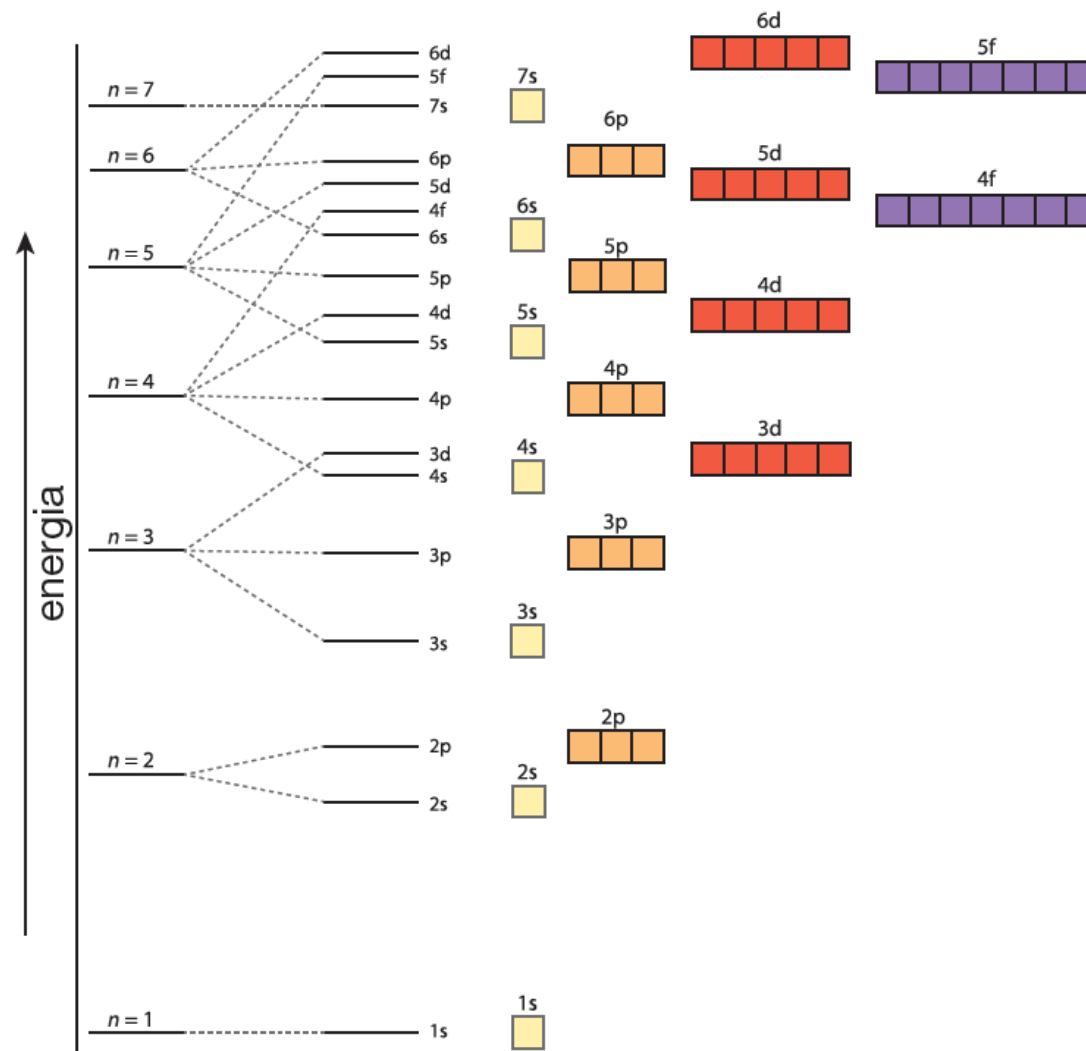 energia
n = 7
n = 6
n = 5
n = 4
n = 3
n = 2
n = 1
6d
5f
7s
6p
5d
4f
6s
5p
4d
5s
4p
3d
4s
3p
3s
2p
2s
1s
6d
5f
7s
6p
5d
4f
6s
5p
4d
5s
4p
3d
4s
3p
3s
2p
2s
1s